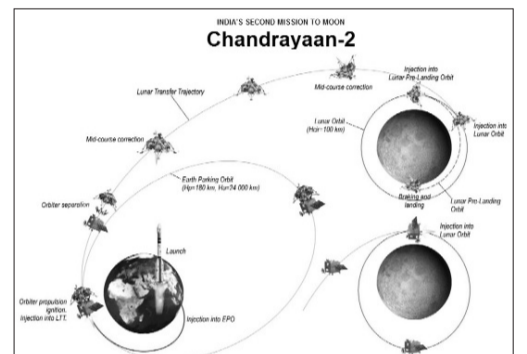 INDIA'S SECOND MISSION TO MOON
Chandrayaan-2
Injection into
Lunar Pre-Landing Orbit
Mid-course correction
Lunar Transfer Trajectory
Lunar Orbit
(Hcir=100 km)
Injection into
Lunar Orbit
Mid-course correction
Earth Parking Orbit
(Hp=180 km, Ha=24 000 km)
Braking and
landing
Lunar Pre-Landing
Orbit
Orbiter separation
Injection into
Lunar Orbit
Launch
Orbiter propulsion
ignition.
Injection into LTT.
Injection into EPO